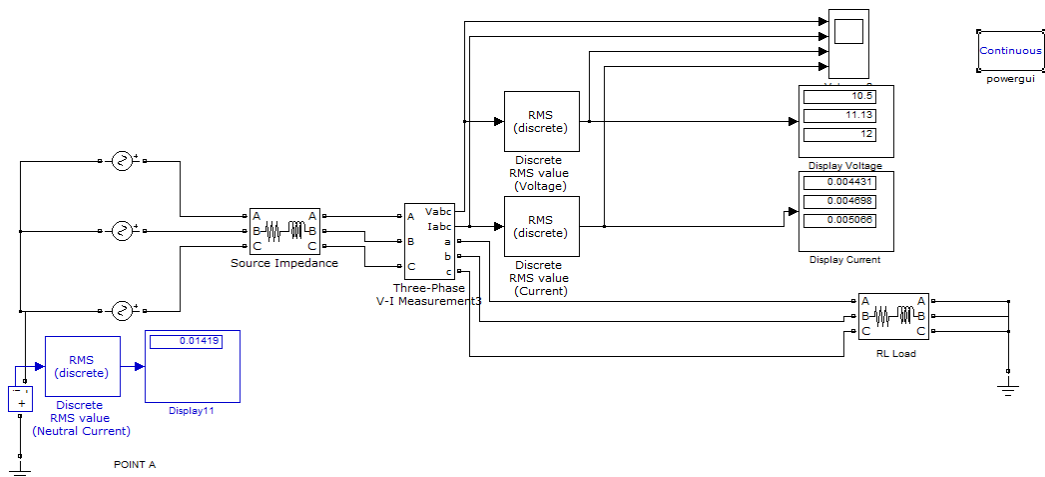 Continuous
powergui
10.5
11.13
12
Display Voltage
RMS
(discrete)
Discrete
RMS value
(Voltage)
0.004431
0.004698
0.005066
Display Current
RMS
(discrete)
Discrete
RMS value
(Current)
+
+
+
A A
B B
C C
Source Impedance
A Vabc
Iabc
B a
b
C c
Three-Phase
V-I Measurement3
A A
B B
C C
RL Load
RMS
(discrete)
Discrete
RMS value
(Neutral Current)
0.01419
Display11
- +
POINT A